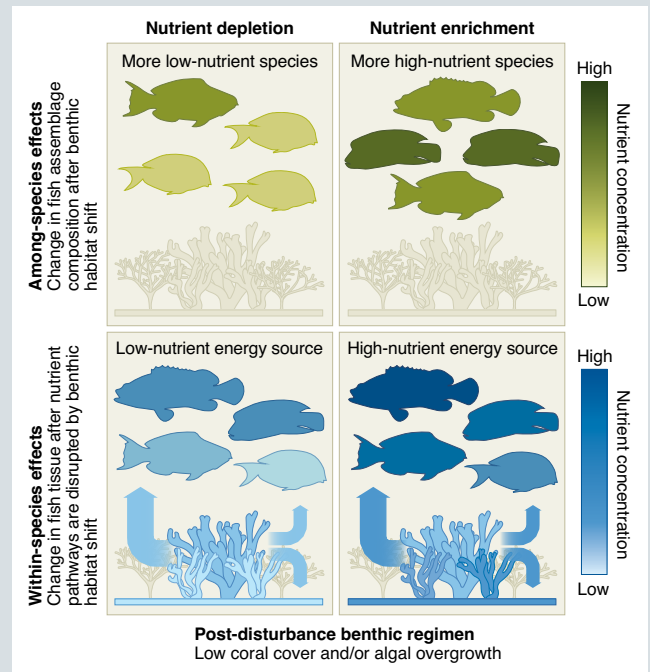 Nutrient depletion
Nutrient enrichment
Among-species effects
Change in fish assemblage
composition after benthic
habitat shift
More low-nutrient species
More high-nutrient species
High
Nutrient concentration
Low
Within-species effects
Change in fish tissue after nutrient
pathways are disrupted by benthic
habitat shift
Low-nutrient energy source
High-nutrient energy source
High
Nutrient concentration
Low
Post-disturbance benthic regimen
Low coral cover and/or algal overgrowth